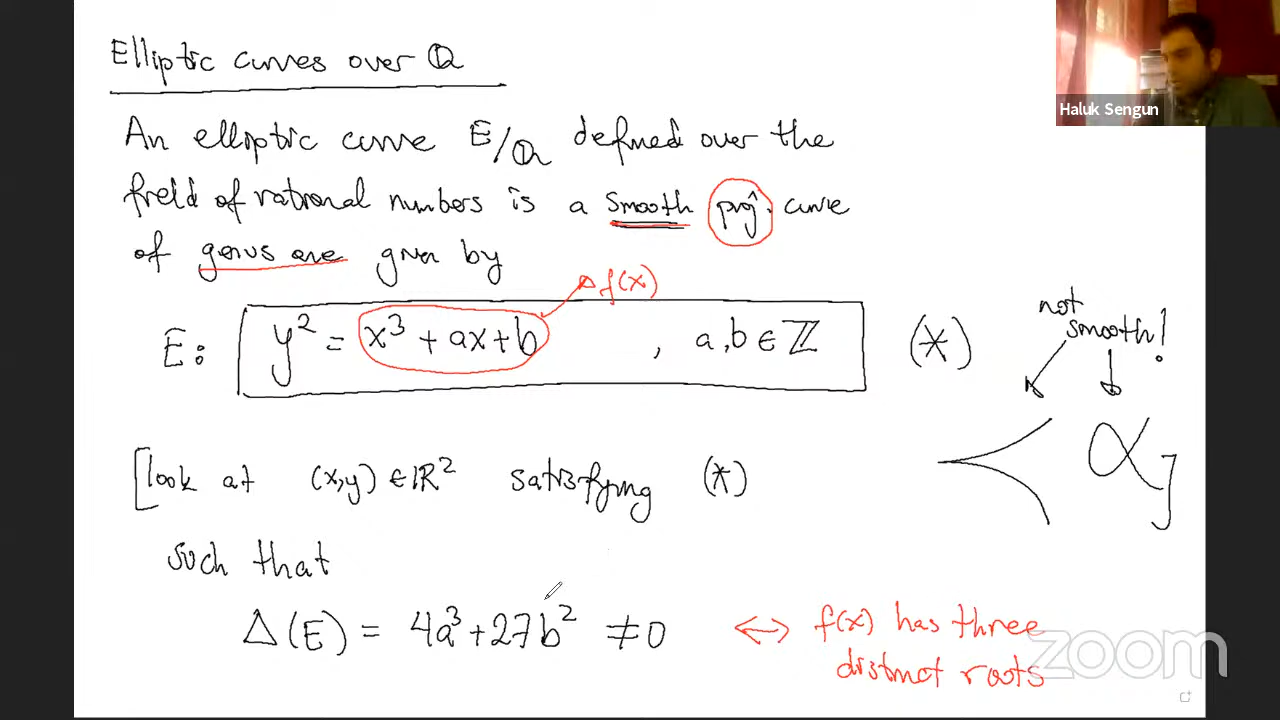 Elliptic curves over ℚ
Haluk Sengun
An elliptic curve E/ℚ defined over the
field of rational numbers is a smooth proj. curve
of genus one given by
f(x)
E: y² = x³ + ax + b , a, b ∈ ℤ (*)
not
smooth!
[look at (x,y) ∈ ℝ² satisfying (*) ]
such that
Δ(E) = 4a³ + 27b² ≠ 0 ↔ f(x) has three
distinct roots
zoom